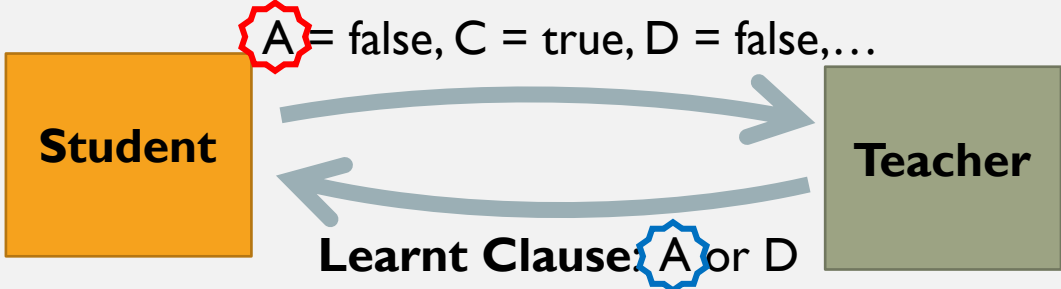 A = false, C = true, D = false,…
Student
Teacher
Learnt Clause: A or D